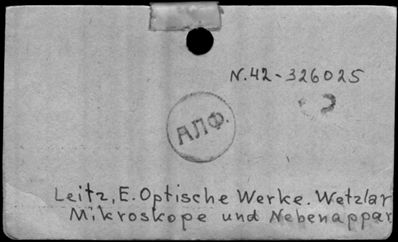 N.42-326025
АЛФ.
Leitz, E. Optische Werke. Wetzlar
Mikroskope und Nebenappar